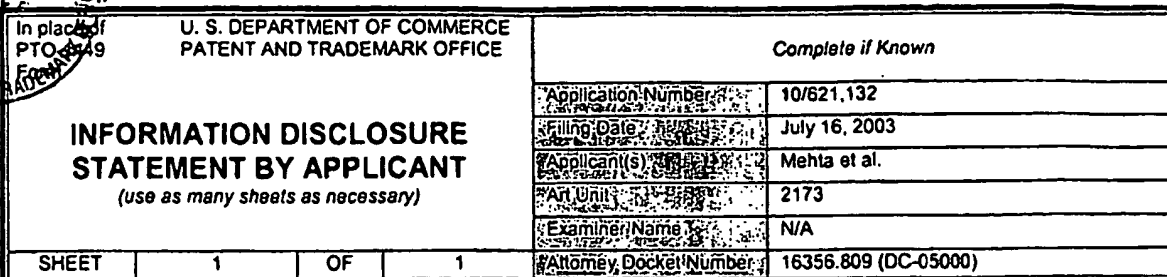 In place of U. S. DEPARTMENT OF COMMERCE
PTO 1449 PATENT AND TRADEMARK OFFICE
Form
Complete if Known
TRADEMARK
INFORMATION DISCLOSURE
STATEMENT BY APPLICANT
(use as many sheets as necessary)
Application Number 10/621,132
Filing Date July 16, 2003
Applicant(s) Mehta et al.
Art Unit 2173
Examiner Name N/A
SHEET 1 OF 1 Attorney Docket Number 16356.809 (DC-05000)